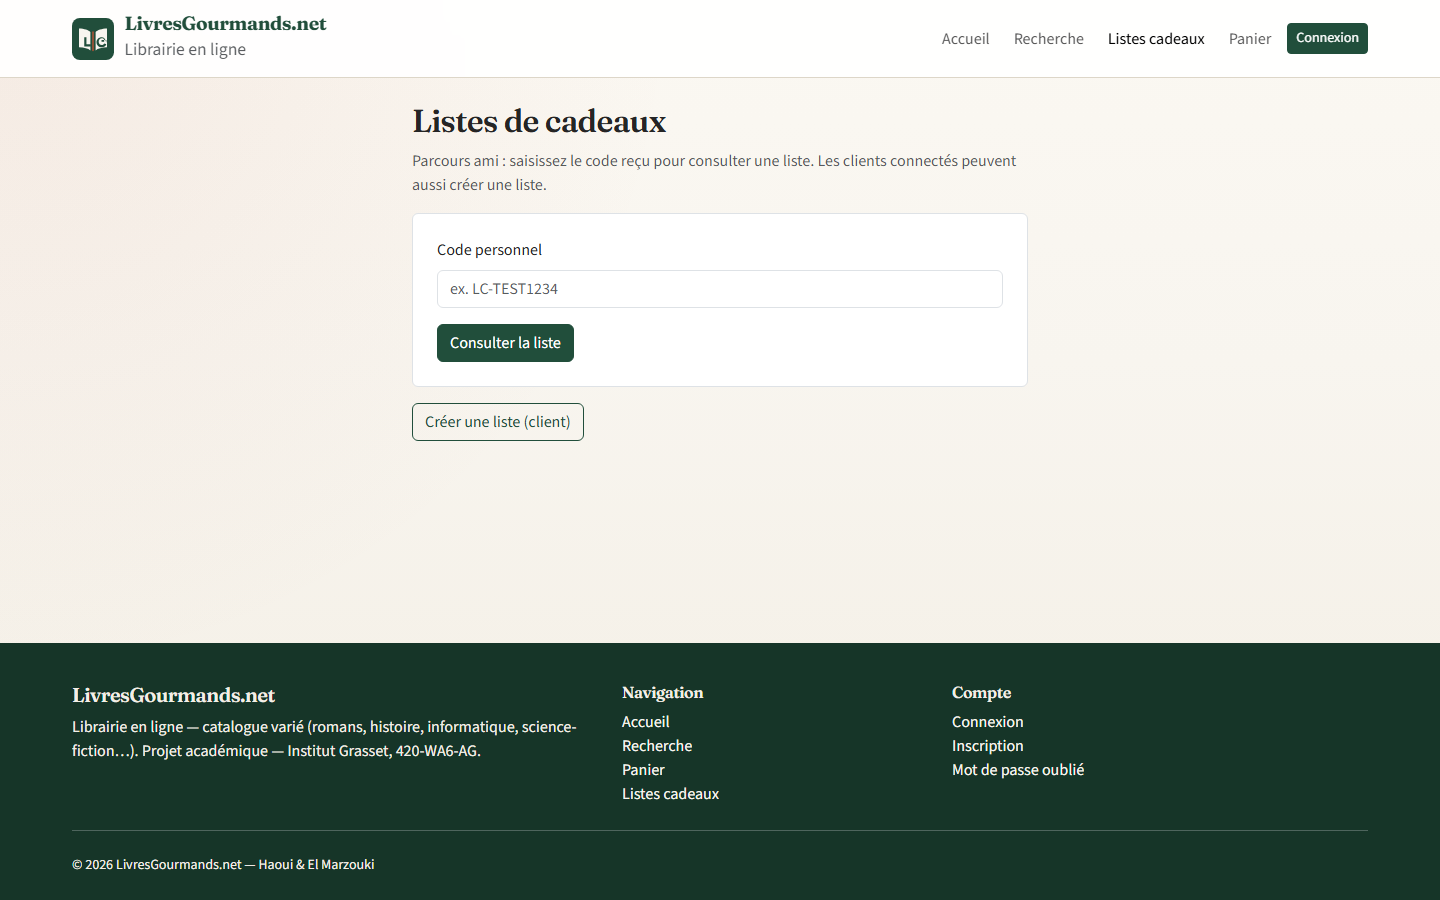 LG
LivresGourmands.net
Librairie en ligne
Accueil
Recherche
Listes cadeaux
Panier
Connexion
Listes de cadeaux
Parcours ami : saisissez le code reçu pour consulter une liste. Les clients connectés peuvent
aussi créer une liste.
Code personnel
ex. LC-TEST1234
Consulter la liste
Créer une liste (client)
LivresGourmands.net
Librairie en ligne — catalogue varié (romans, histoire, informatique, science-
fiction…). Projet académique — Institut Grasset, 420-WA6-AG.
Navigation
Accueil
Recherche
Panier
Listes cadeaux
Compte
Connexion
Inscription
Mot de passe oublié
© 2026 LivresGourmands.net — Haoui & El Marzouki